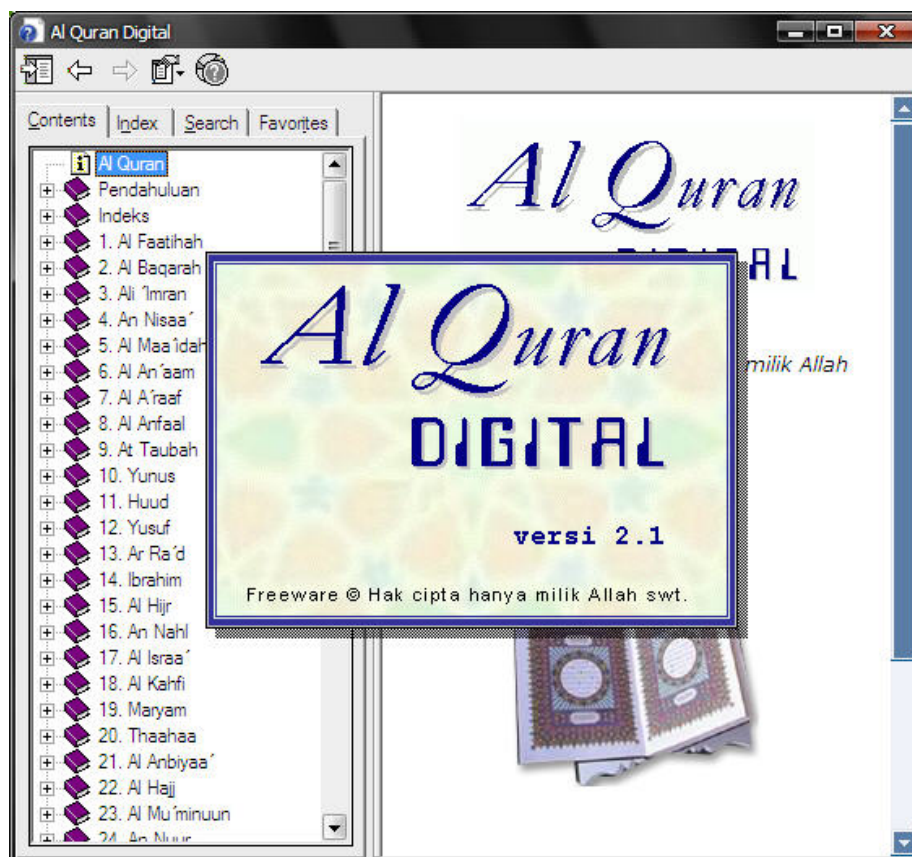 Al Quran Digital
Contents
Index
Search
Favorites
Al Quran
Pendahuluan
Indeks
1. Al Faatihah
2. Al Baqarah
3. Ali ´Imran
4. An Nisaa´
5. Al Maa´idah
6. Al An´aam
7. Al A´raaf
8. Al Anfaal
9. At Taubah
10. Yunus
11. Huud
12. Yusuf
13. Ar Ra´d
14. Ibrahim
15. Al Hijr
16. An Nahl
17. Al Israa´
18. Al Kahfi
19. Maryam
20. Thaahaa
21. Al Anbiyaa´
22. Al Hajj
23. Al Mu´minuun
24. An Nuur
Al Quran
DIGITAL
milik Allah
Al Quran
DIGITAL
versi 2.1
Freeware © Hak cipta hanya milik Allah swt.